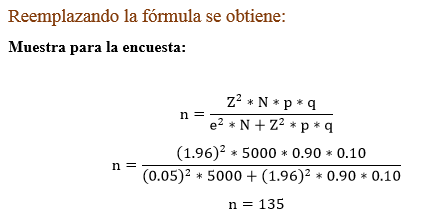 Reemplazando la fórmula se obtiene:
Muestra para la encuesta:
n = Z² ∗ N ∗ p ∗ q / e² ∗ N + Z² ∗ p ∗ q
n = (1.96)² ∗ 5000 ∗ 0.90 ∗ 0.10 / (0.05)² ∗ 5000 + (1.96)² ∗ 0.90 ∗ 0.10
n = 135